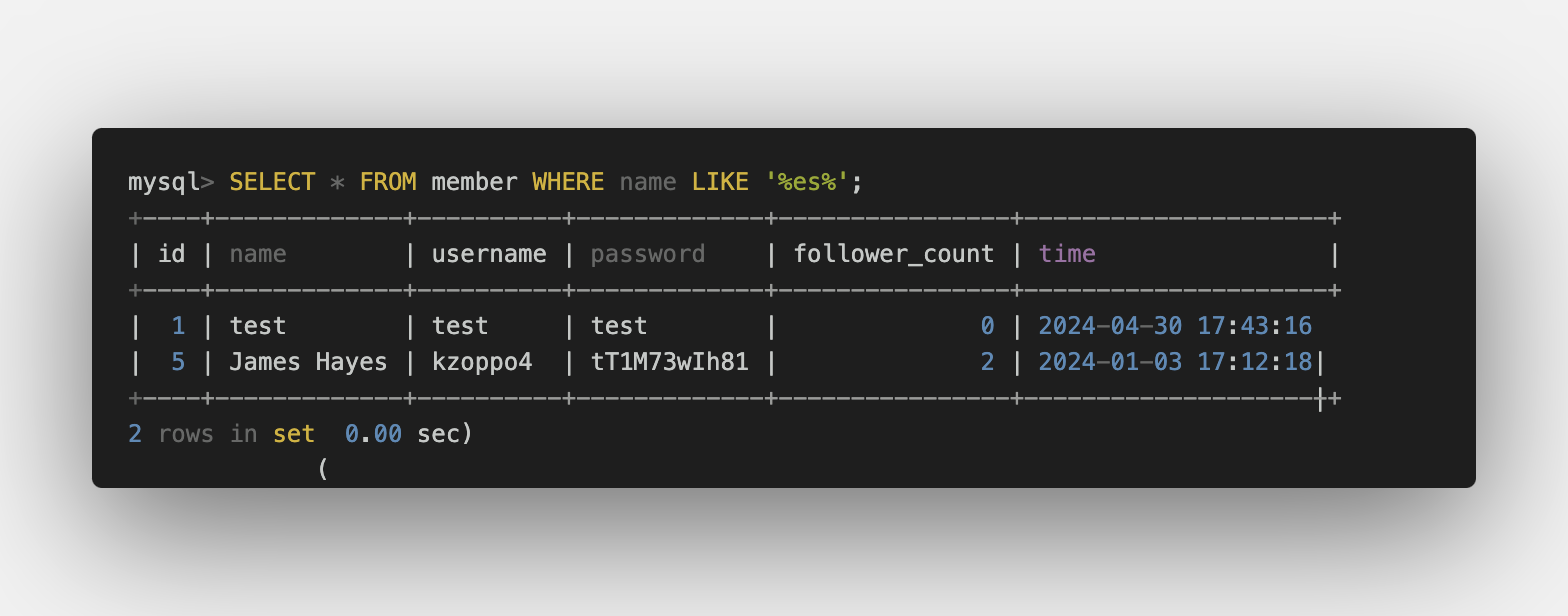 mysql> SELECT * FROM member WHERE name LIKE '%es%';
+----+-------------+----------+-------------+----------------+---------------------+
| id | name        | username | password    | follower_count | time                |
+----+-------------+----------+-------------+----------------+---------------------+
|  1 | test        | test     | test        |              0 | 2024-04-30 17:43:16
|  5 | James Hayes | kzoppo4  | tT1M73wIh81 |              2 | 2024-01-03 17:12:18|
+----+-------------+----------+-------------+----------------+--------------------|+
2 rows in set  0.00 sec)
(